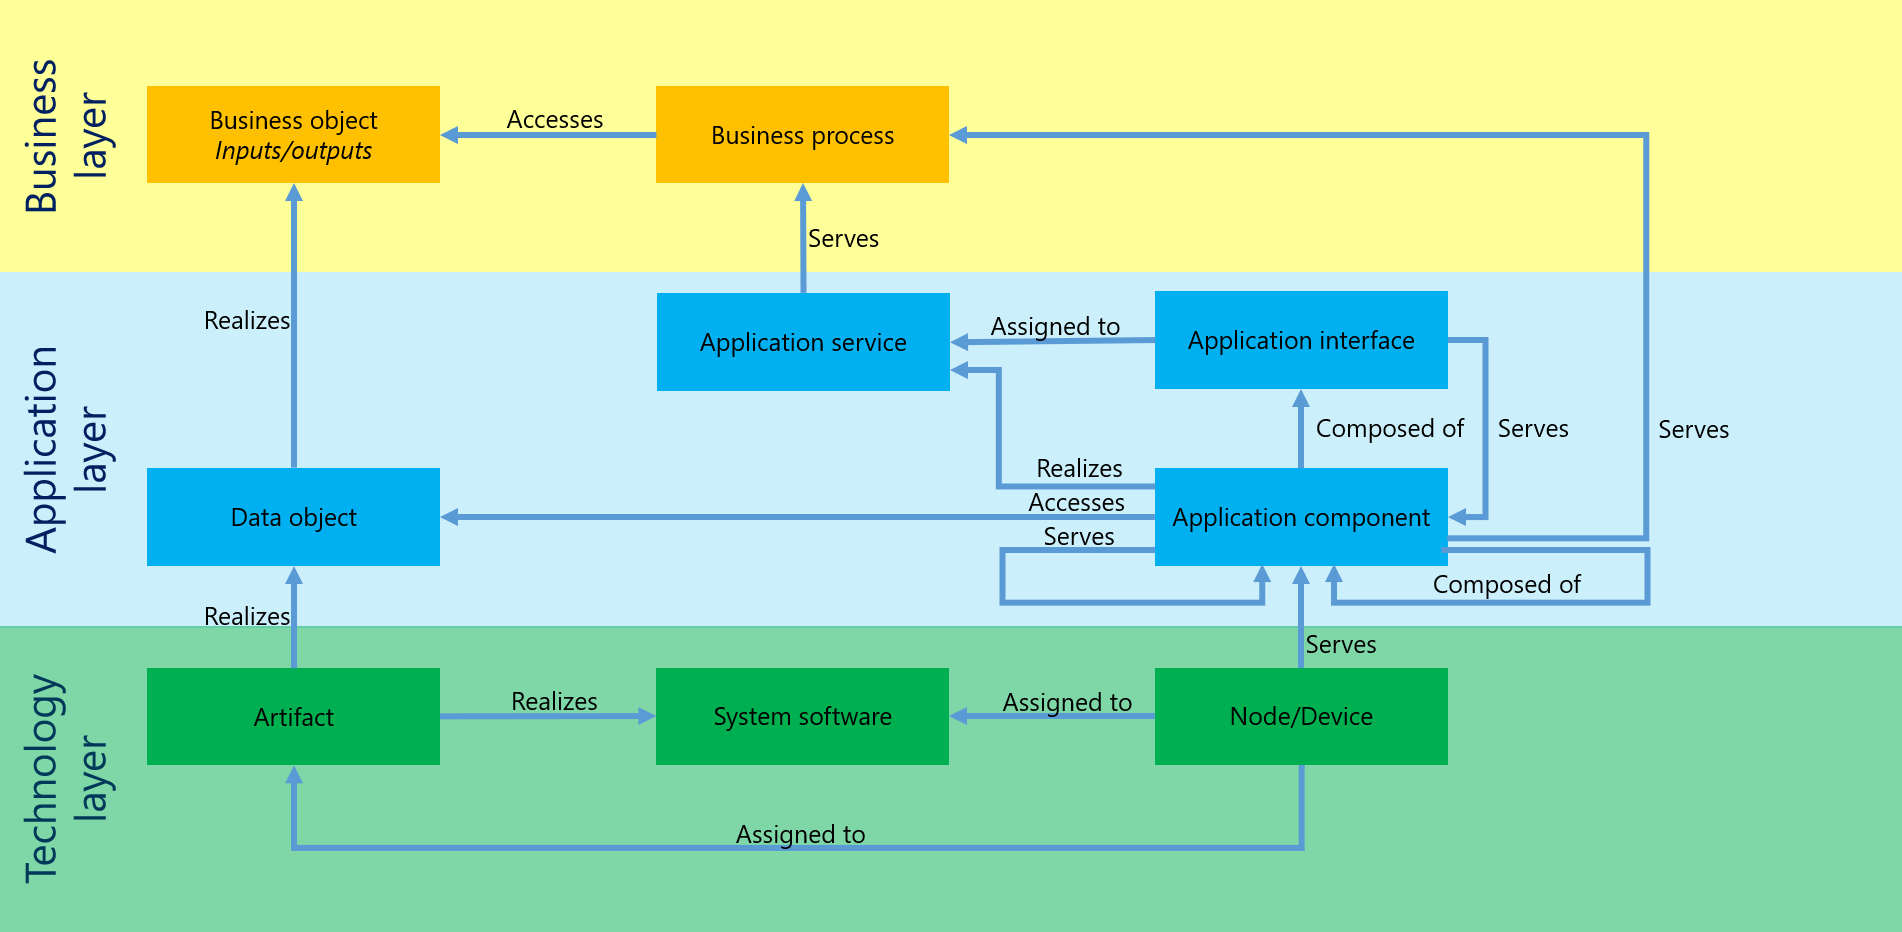 Business
layer
Business object
Inputs/outputs
Accesses
Business process
Serves
Application
layer
Realizes
Application service
Assigned to
Application interface
Composed of
Serves
Serves
Realizes
Accesses
Serves
Data object
Application component
Composed of
Realizes
Serves
Technology
layer
Artifact
Realizes
System software
Assigned to
Node/Device
Assigned to